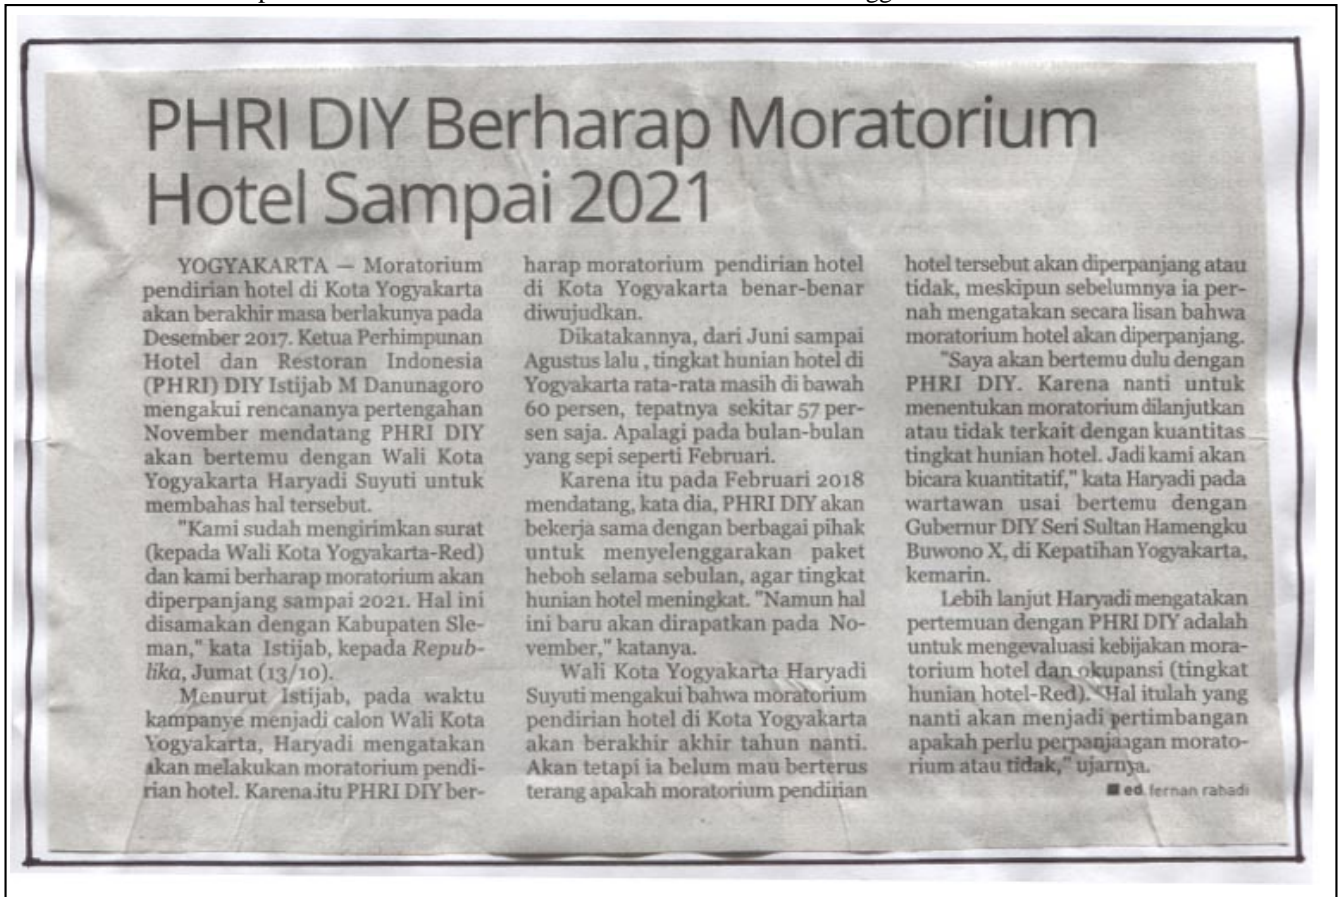 PHRI DIY Berharap Moratorium
Hotel Sampai 2021
YOGYAKARTA — Moratorium
pendirian hotel di Kota Yogyakarta
akan berakhir masa berlakunya pada
Desember 2017. Ketua Perhimpunan
Hotel dan Restoran Indonesia
(PHRI) DIY Istijab M Danunagoro
mengakui rencananya pertengahan
November mendatang PHRI DIY
akan bertemu dengan Wali Kota
Yogyakarta Haryadi Suyuti untuk
membahas hal tersebut.
"Kami sudah mengirimkan surat
(kepada Wali Kota Yogyakarta-Red)
dan kami berharap moratorium akan
diperpanjang sampai 2021. Hal ini
disamakan dengan Kabupaten Sle-
man," kata Istijab, kepada Repub-
lika, Jumat (13/10).
Menurut Istijab, pada waktu
kampanye menjadi calon Wali Kota
Yogyakarta, Haryadi mengatakan
akan melakukan moratorium pendi-
rian hotel. Karena itu PHRI DIY ber-
harap moratorium pendirian hotel
di Kota Yogyakarta benar-benar
diwujudkan.
Dikatakannya, dari Juni sampai
Agustus lalu , tingkat hunian hotel di
Yogyakarta rata-rata masih di bawah
60 persen, tepatnya sekitar 57 per-
sen saja. Apalagi pada bulan-bulan
yang sepi seperti Februari.
Karena itu pada Februari 2018
mendatang, kata dia, PHRI DIY akan
bekerja sama dengan berbagai pihak
untuk menyelenggarakan paket
heboh selama sebulan, agar tingkat
hunian hotel meningkat. "Namun hal
ini baru akan dirapatkan pada No-
vember," katanya.
Wali Kota Yogyakarta Haryadi
Suyuti mengakui bahwa moratorium
pendirian hotel di Kota Yogyakarta
akan berakhir akhir tahun nanti.
Akan tetapi ia belum mau berterus
terang apakah moratorium pendirian
hotel tersebut akan diperpanjang atau
tidak, meskipun sebelumnya ia per-
nah mengatakan secara lisan bahwa
moratorium hotel akan diperpanjang.
"Saya akan bertemu dulu dengan
PHRI DIY. Karena nanti untuk
menentukan moratorium dilanjutkan
atau tidak terkait dengan kuantitas
tingkat hunian hotel. Jadi kami akan
bicara kuantitatif," kata Haryadi pada
wartawan usai bertemu dengan
Gubernur DIY Seri Sultan Hamengku
Buwono X, di Kepatihan Yogyakarta,
kemarin.
Lebih lanjut Haryadi mengatakan
pertemuan dengan PHRI DIY adalah
untuk mengevaluasi kebijakan mora-
torium hotel dan okupansi (tingkat
hunian hotel-Red). "Hal itulah yang
nanti akan menjadi pertimbangan
apakah perlu perpanjangan morato-
rium atau tidak," ujarnya.
■ ed. fernan rahadi